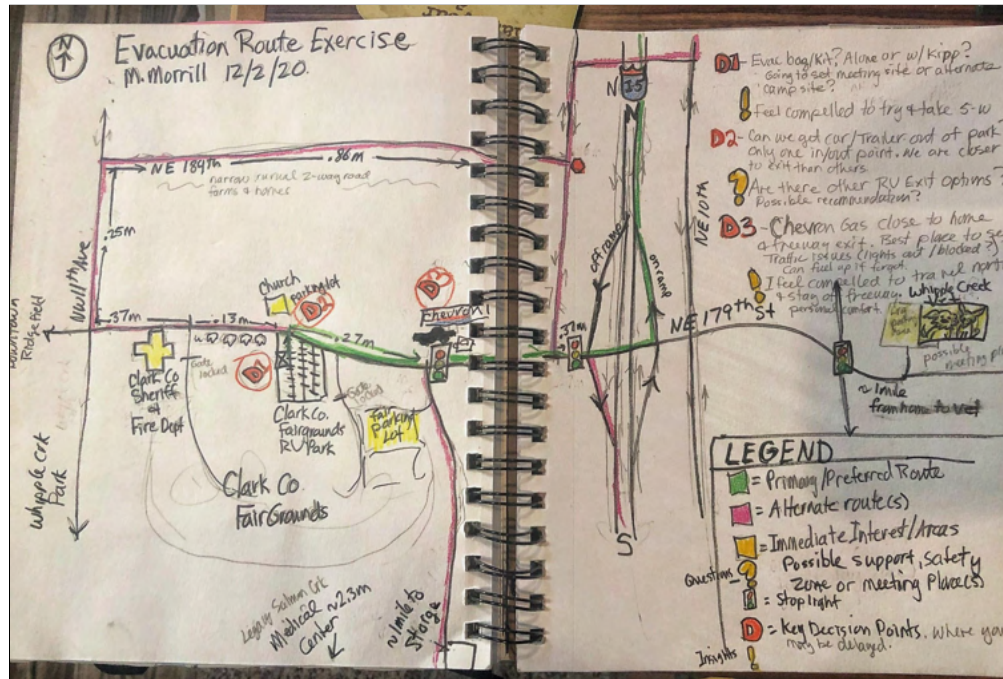 N
Evacuation Route Exercise
M. Morrill 12/2/20.
NE 189th .86m
narrow rural 2-way road
farms & homes
.25m
11th Ave
Ridgefield
.37m
.13m
Church
parking lot
D2
.27m
D3
Chevron
Gate
locked
D1
Clark Co
Sheriff
&
Fire Dept
Clark Co.
Fairgrounds
RV Park
Fair
Parking
Lot
Whipple Crk
Park
Clark Co.
FairGrounds
Legacy Salmon Crk
Medical ~2.3m
Center
~1 mile to
Storage
N
I-5
N
off ramp
on ramp
.37m
NE 10th
NE 179th St
S
D1 - Evac bag/kit? Alone or w/ Kipp?
Going to set meeting site or alternate
camp site?
! Feel compelled to try & take 5-W
D2 - Can we get car/Trailer out of park
only one in/out point. We are closer
to exit than others.
? Are there other RV Exit options?
Possible recommendation?
D3 - Chevron Gas close to home
& freeway exit. Best place to
Traffic issues (lights out/blocked?)
Can fuel up if forgot.
! I feel compelled to travel north
& stay off freeway.
personal comfort.
Whipple Creek
Vet
possible
meeting
~1 mile
from home to vet
LEGEND
= Primary/Preferred Route
= Alternate route(s)
= Immediate Interest/Areas
Possible support, safety
Zone or meeting Place(s)
Questions ?
= Stop light
D = Key Decision Points. Where you
may be delayed.
Insights !